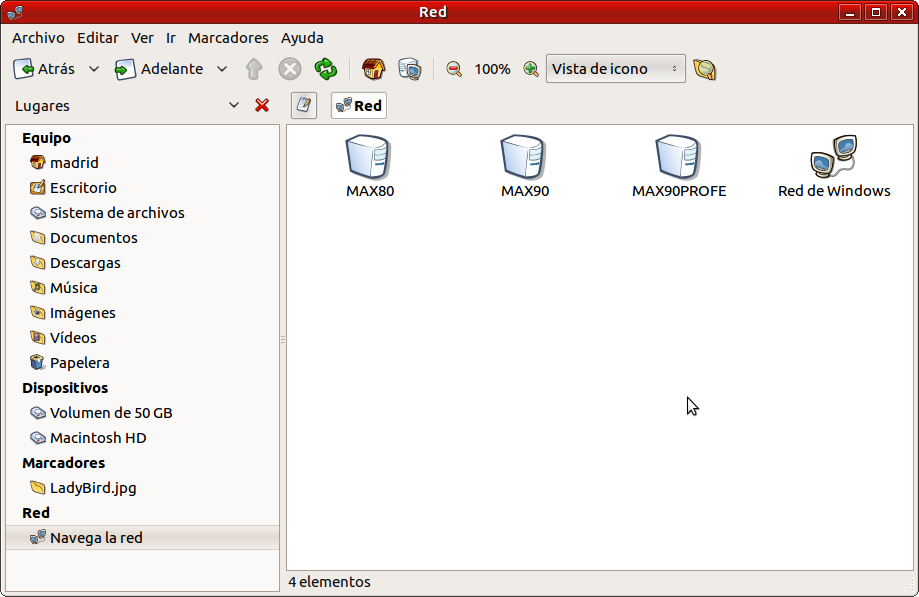 Red
Archivo Editar Ver Ir Marcadores Ayuda
Atrás Adelante 100% Vista de icono
Lugares Red
Equipo
madrid
Escritorio
Sistema de archivos
Documentos
Descargas
Música
Imágenes
Vídeos
Papelera
Dispositivos
Volumen de 50 GB
Macintosh HD
Marcadores
LadyBird.jpg
Red
Navega la red
MAX80 MAX90 MAX90PROFE Red de Windows
4 elementos